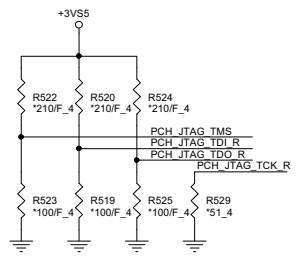 +3VS5
R522 R520 R524
*210/F_4 *210/F_4 *210/F_4
PCH_JTAG_TMS
PCH_JTAG_TDI_R
PCH_JTAG_TDO_R
PCH_JTAG_TCK_R
R523 R519 R525 R529
*100/F_4 *100/F_4 *100/F_4 *51_4